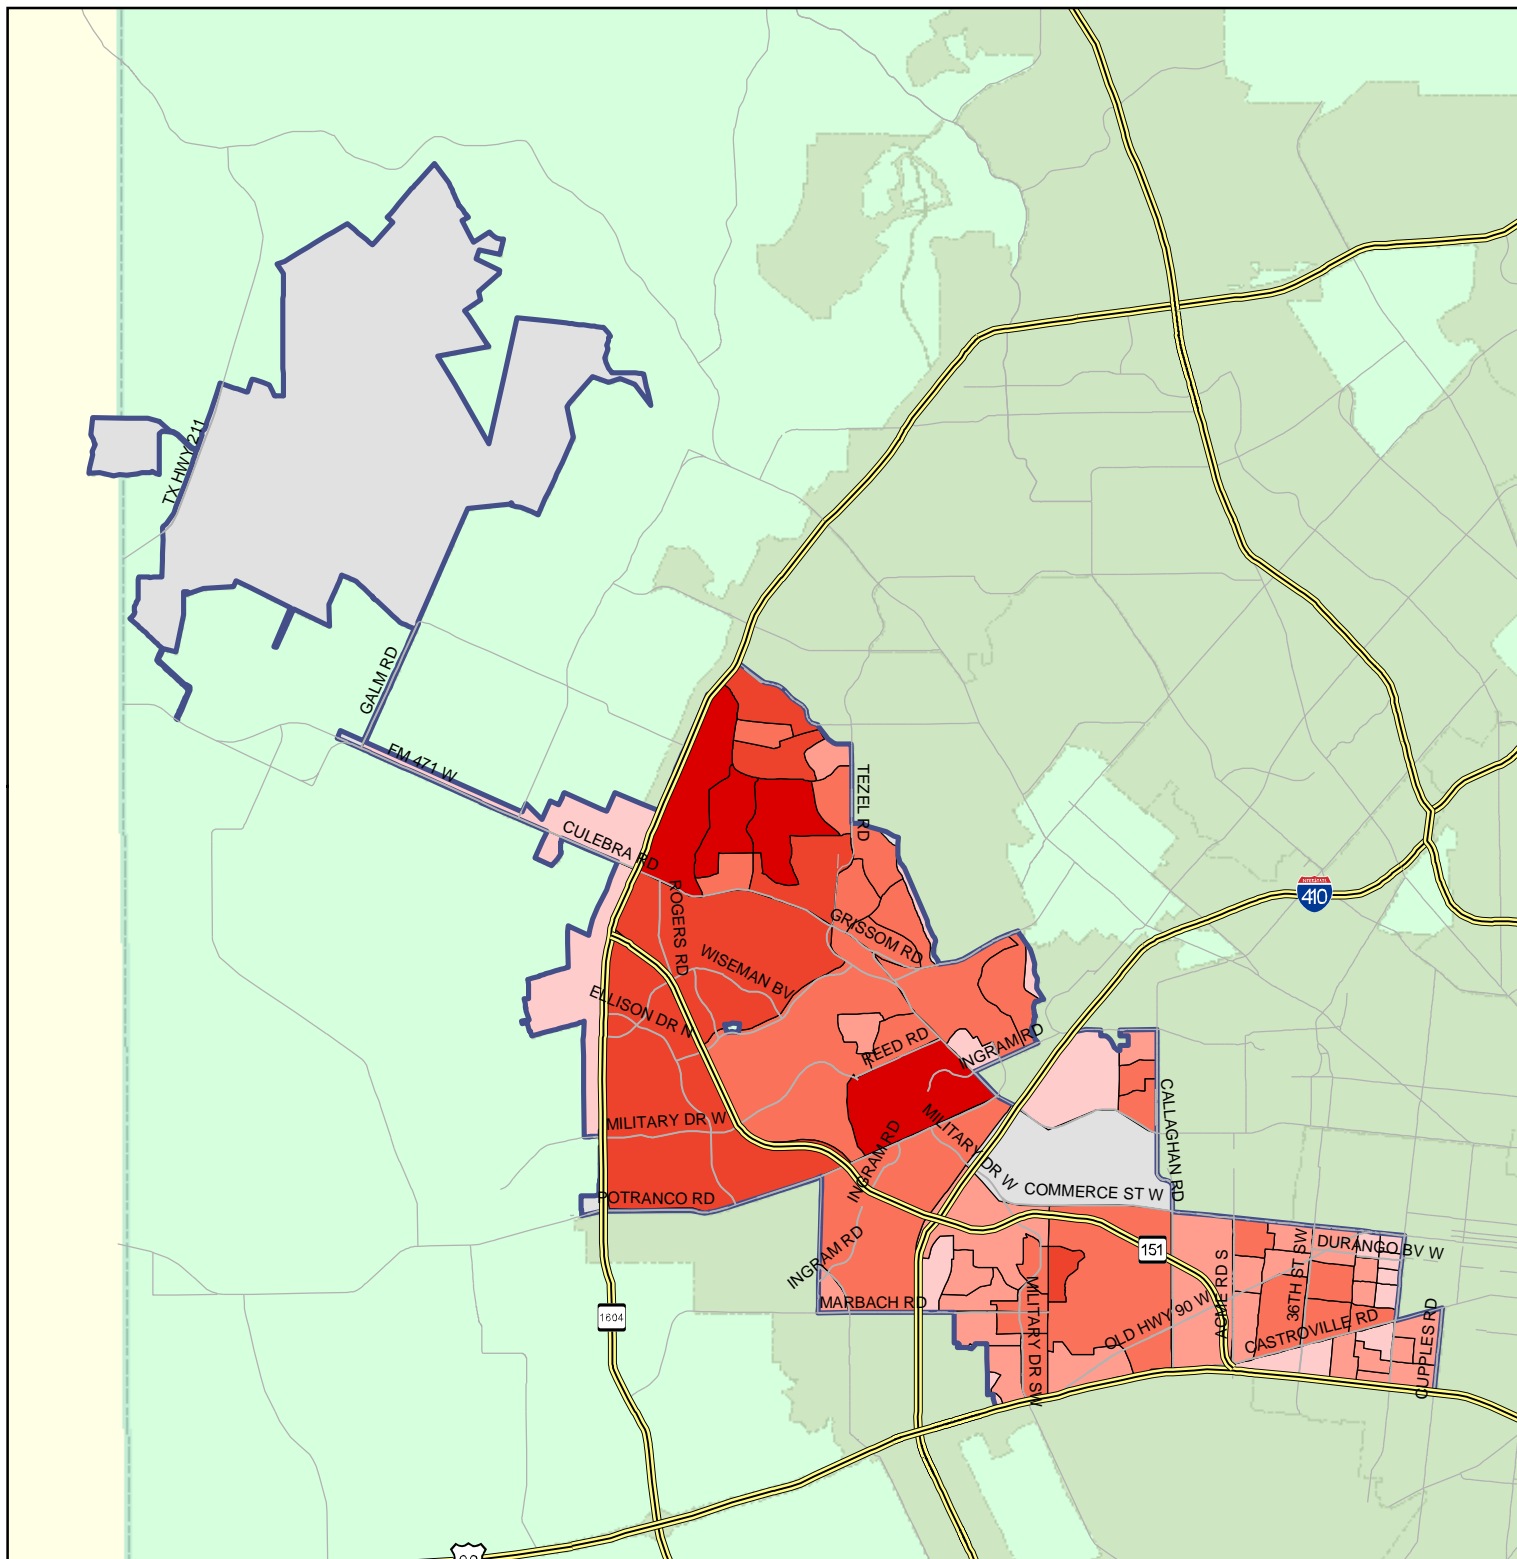 TX HWY 211
GALM RD
FM 471 W
CULEBRA RD
TEZEL RD
ROGERS RD
GRISSOM RD
WISEMAN BV
ELLISON DR N
REED RD
INGRAM RD
INTERSTATE
410
MILITARY DR W
MILITARY DR W
INGRAM RD
CALLAGHAN RD
COMMERCE ST W
POTRANCO RD
INGRAM RD
151
DURANGO BV W
36TH ST SW
ACME RD S
MARBACH RD
MILITARY DR SW
OLD HWY 90 W
CASTROVILLE RD
CUPPLES RD
1604